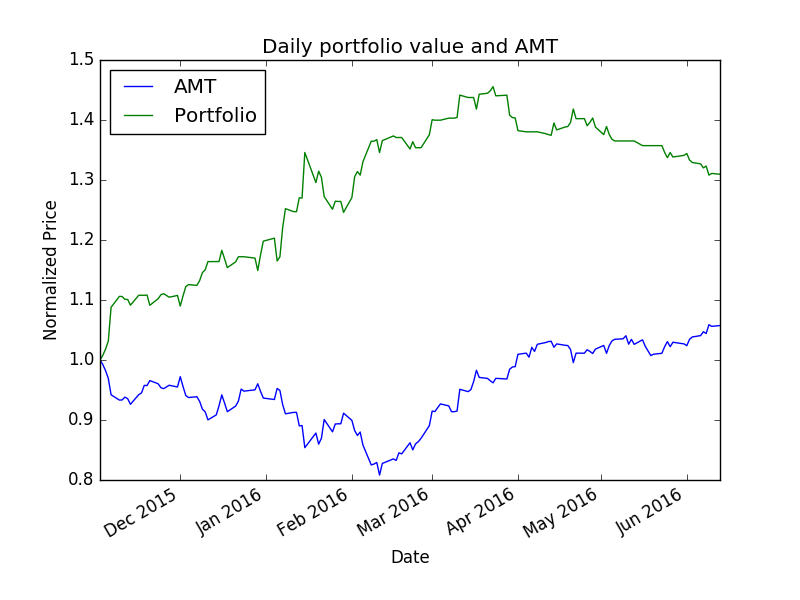 Daily portfolio value and AMT
AMT
Portfolio
Normalized Price
1.5
1.4
1.3
1.2
1.1
1.0
0.9
0.8
Dec 2015
Jan 2016
Feb 2016
Mar 2016
Apr 2016
May 2016
Jun 2016
Date